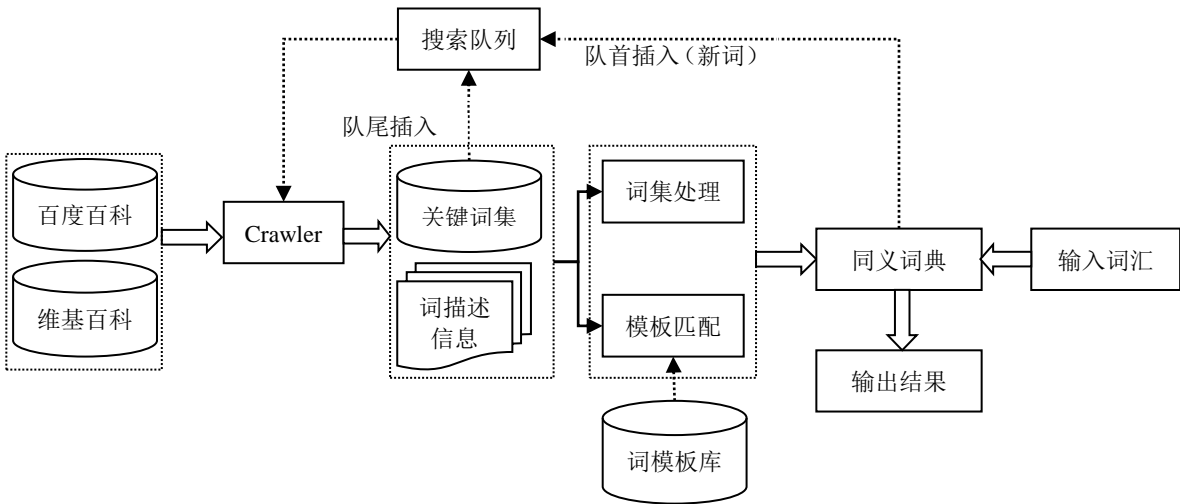 搜索队列
队首插入（新词）
队尾插入
百度百科
维基百科
Crawler
关键词集
词描述
信息
词集处理
模板匹配
词模板库
同义词典
输入词汇
输出结果